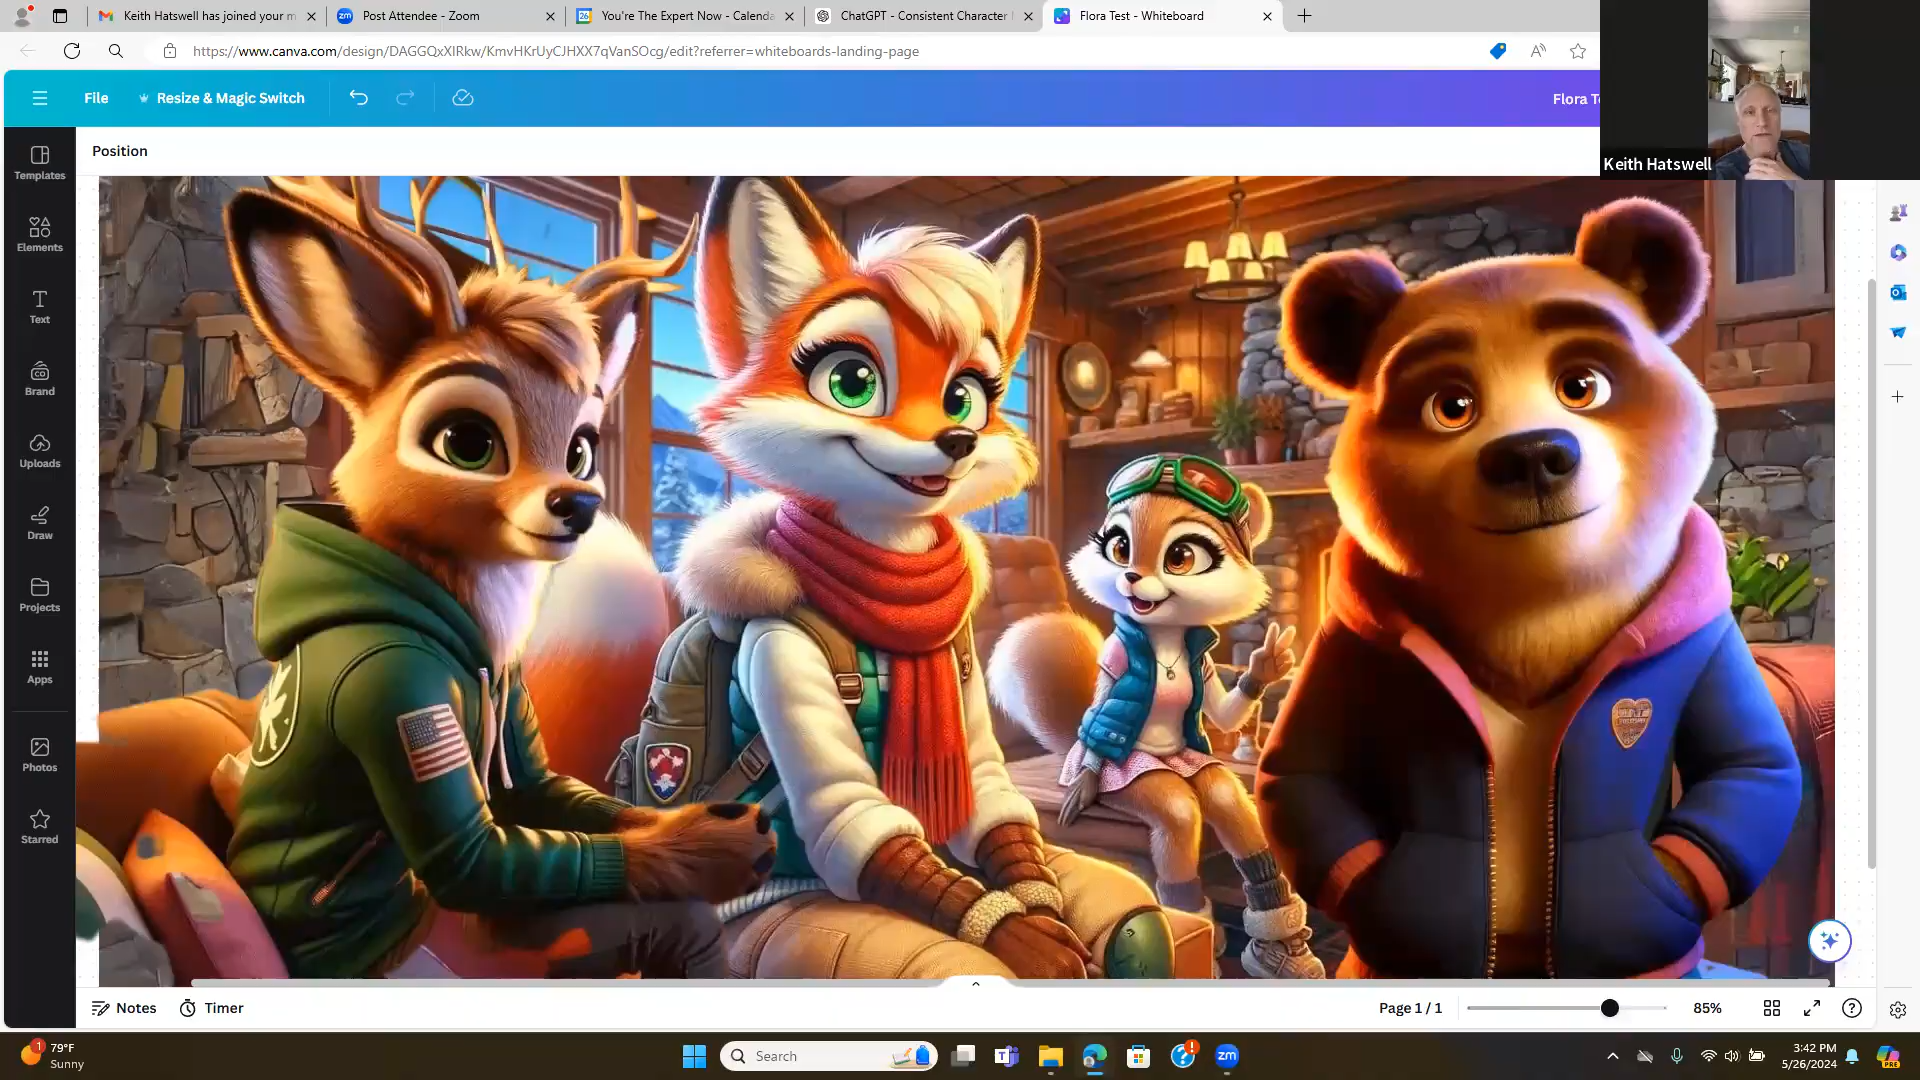 Keith Hatswell has joined your m
Post Attendee - Zoom
You're The Expert Now - Calenda
ChatGPT - Consistent Character
Flora Test - Whiteboard
https://www.canva.com/design/DAGGQxXlRkw/KmvHKrUyCJHXX7qVanSOcg/edit?referrer=whiteboards-landing-page
File
Resize & Magic Switch
Flora Te
Keith Hatswell
Position
Templates
Elements
Text
Brand
Uploads
Draw
Projects
Apps
Photos
Starred
Notes
Timer
Page 1 / 1
85%
1
79°F
Sunny
Search
3:42 PM
5/26/2024